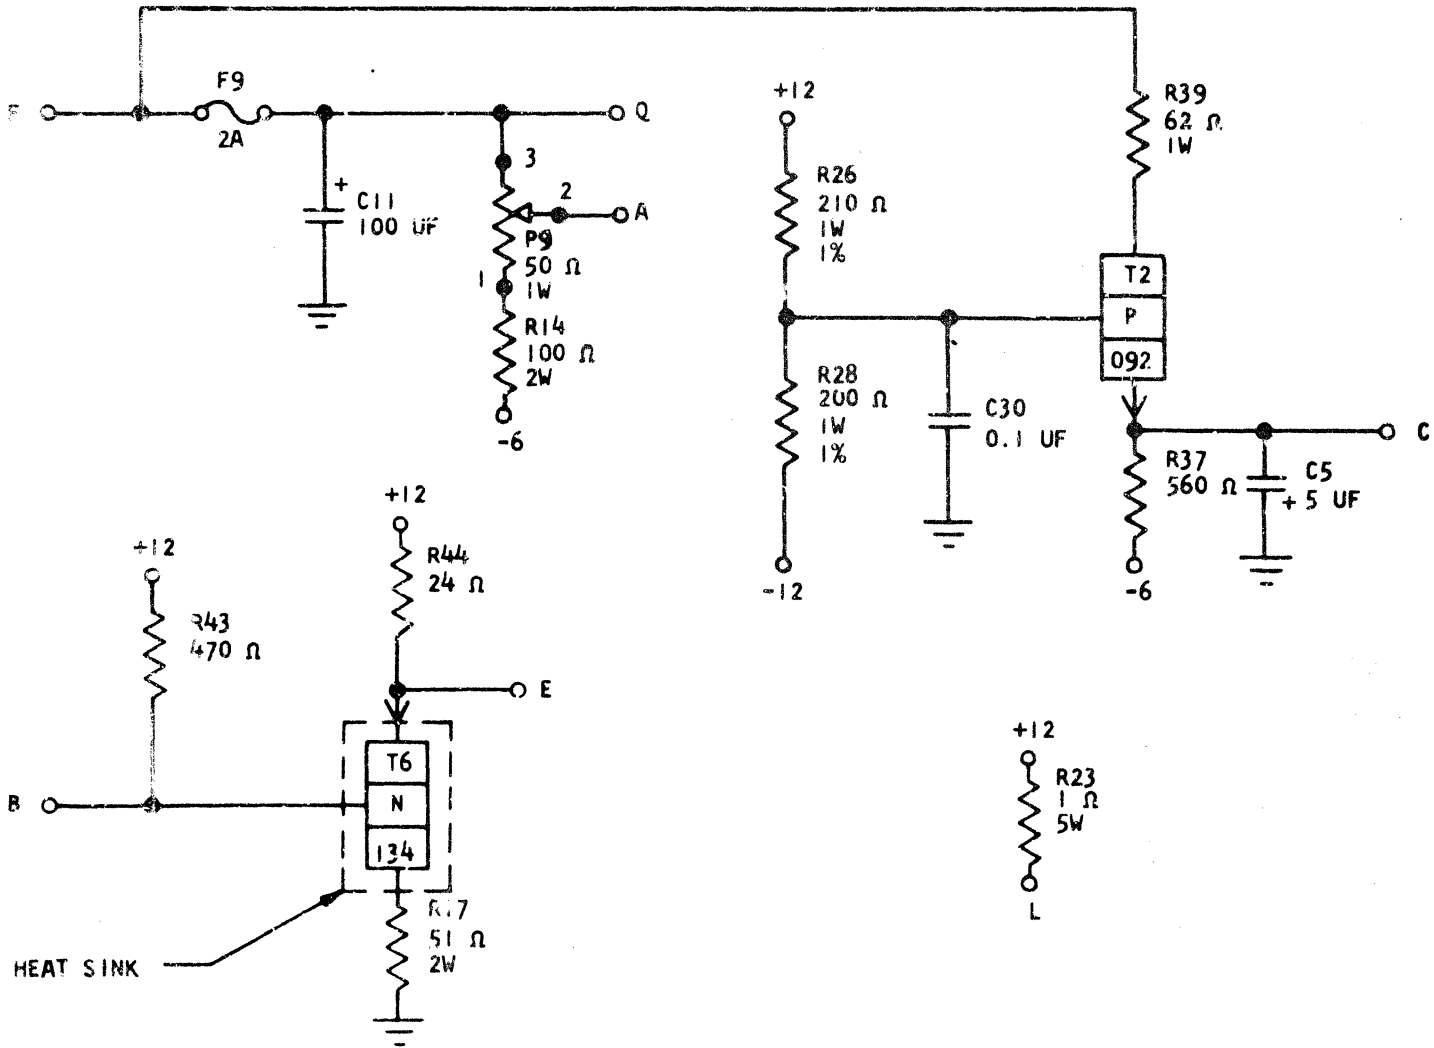 F9
2A
Q
3
2
A
+
C11
100 UF
P9
50 Ω
1W
1
R14
100 Ω
2W
-6
+12
R26
210 Ω
1W
1%
R28
200 Ω
1W
1%
-12
C30
0.1 UF
R39
62 Ω
1W
T2
P
092
C
R37
560 Ω
C5
+ 5 UF
-6
+12
R43
470 Ω
+12
R44
24 Ω
E
B
T6
N
134
51 Ω
2W
HEAT SINK
+12
R23
1 Ω
5W
L